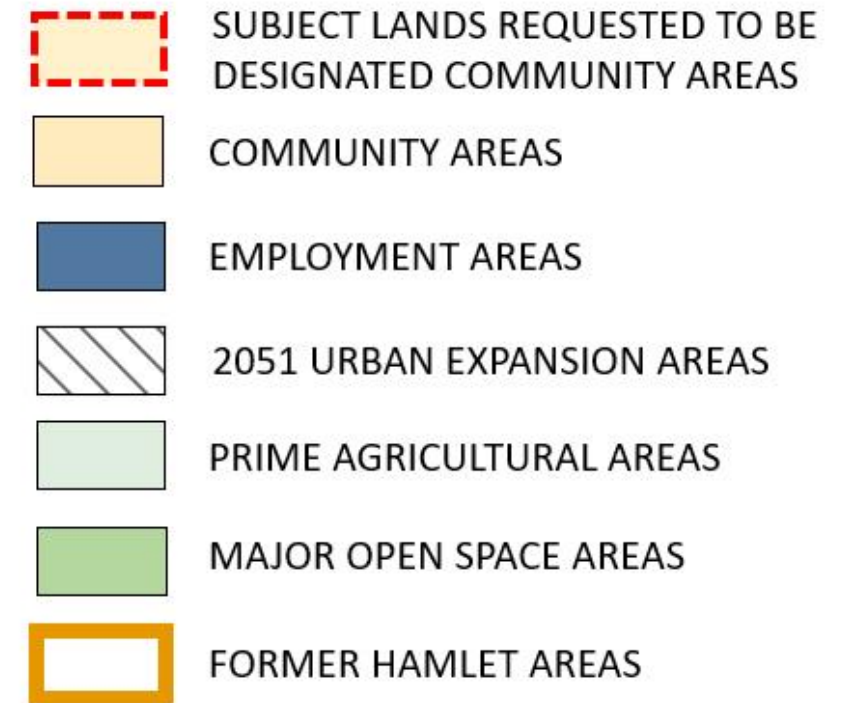 SUBJECT LANDS REQUESTED TO BE
DESIGNATED COMMUNITY AREAS
COMMUNITY AREAS
EMPLOYMENT AREAS
2051 URBAN EXPANSION AREAS
PRIME AGRICULTURAL AREAS
MAJOR OPEN SPACE AREAS
FORMER HAMLET AREAS